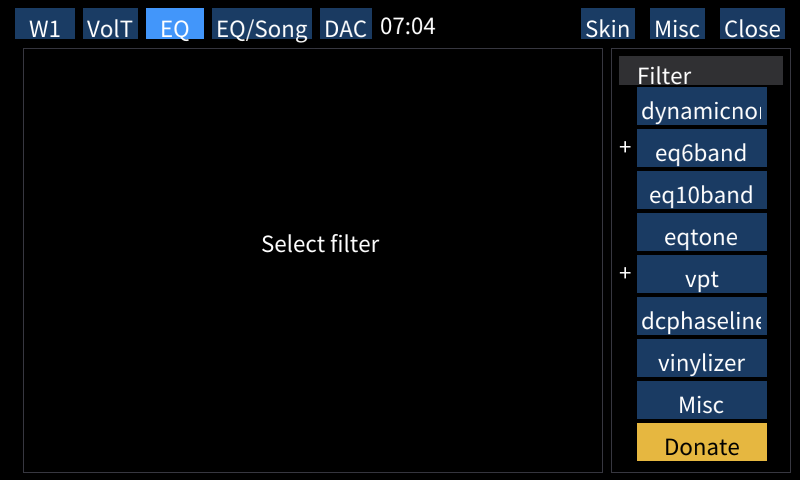 W1 VolT EQ EQ/Song DAC 07:04 Skin Misc Close
Filter
dynamicnor
+ eq6band
eq10band
eqtone
Select filter
+ vpt
dcphaseline
vinylizer
Misc
Donate